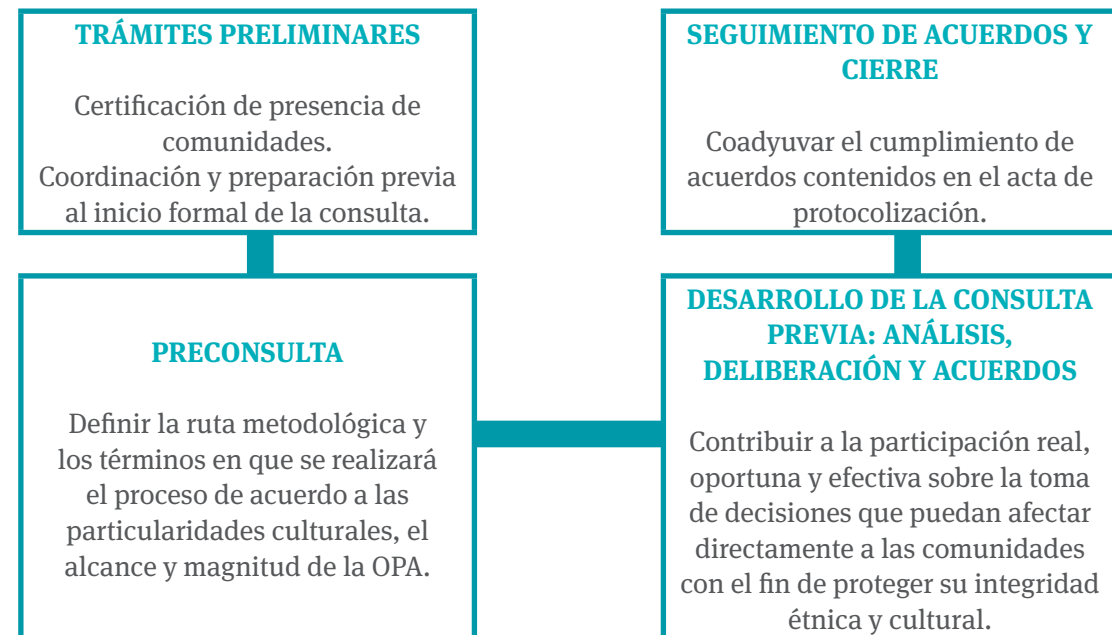 TRÁMITES PRELIMINARES
Certificación de presencia de
comunidades.
Coordinación y preparación previa
al inicio formal de la consulta.
PRECONSULTA
Definir la ruta metodológica y
los términos en que se realizará
el proceso de acuerdo a las
particularidades culturales, el
alcance y magnitud de la OPA.
DESARROLLO DE LA CONSULTA
PREVIA: ANÁLISIS,
DELIBERACIÓN Y ACUERDOS
Contribuir a la participación real,
oportuna y efectiva sobre la toma
de decisiones que puedan afectar
directamente a las comunidades
con el fin de proteger su integridad
étnica y cultural.
SEGUIMIENTO DE ACUERDOS Y
CIERRE
Coadyuvar el cumplimiento de
acuerdos contenidos en el acta de
protocolización.